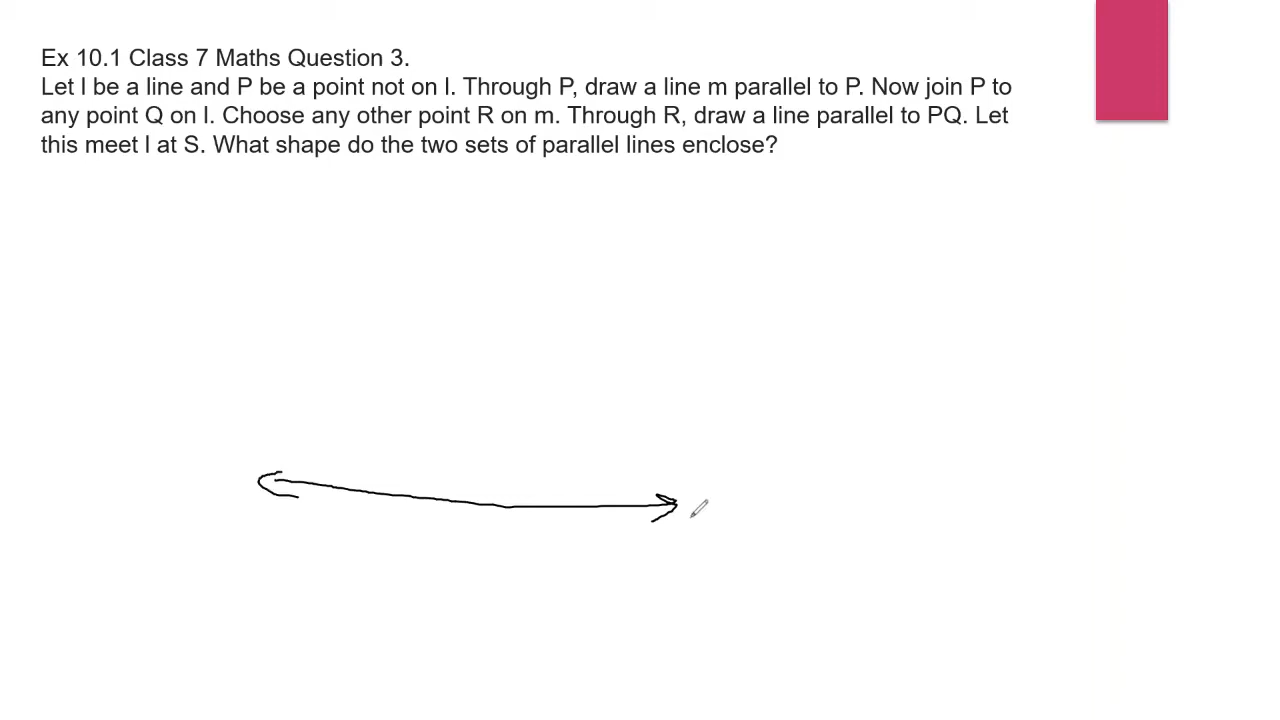 Ex 10.1 Class 7 Maths Question 3.
Let l be a line and P be a point not on l. Through P, draw a line m parallel to P. Now join P to
any point Q on l. Choose any other point R on m. Through R, draw a line parallel to PQ. Let
this meet l at S. What shape do the two sets of parallel lines enclose?